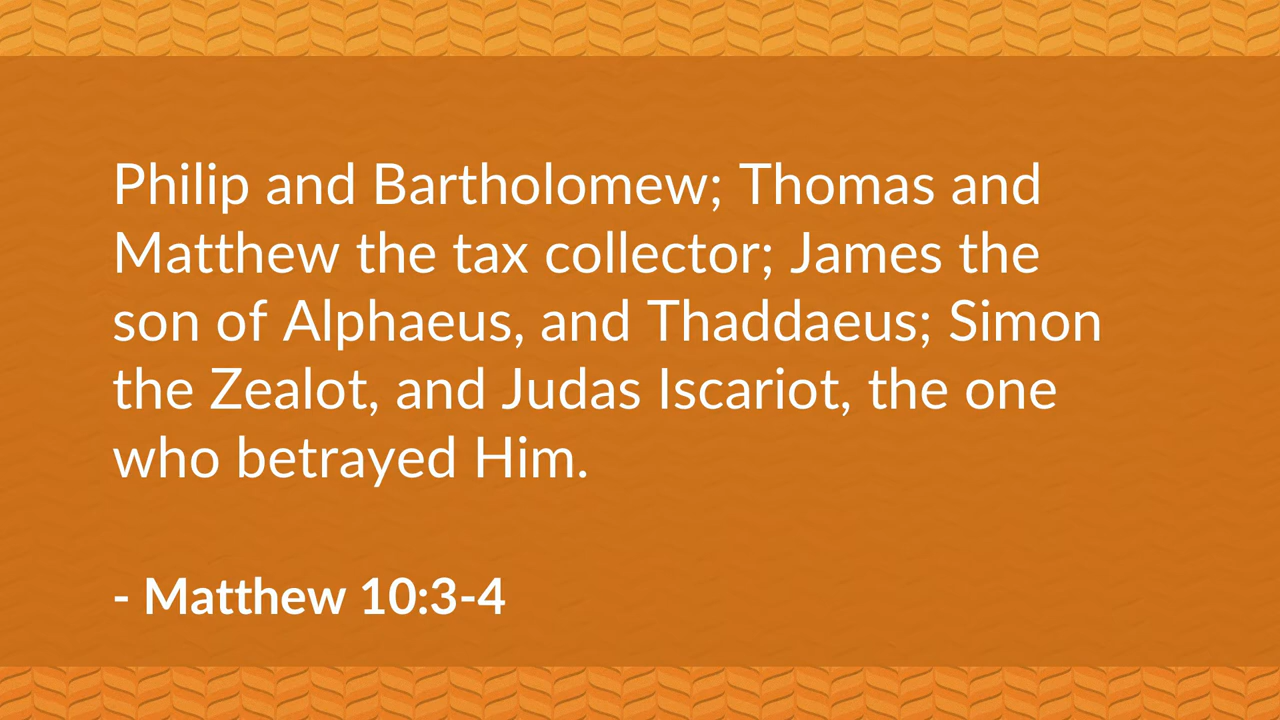 Philip and Bartholomew; Thomas and
Matthew the tax collector; James the
son of Alphaeus, and Thaddaeus; Simon
the Zealot, and Judas Iscariot, the one
who betrayed Him.
- Matthew 10:3-4